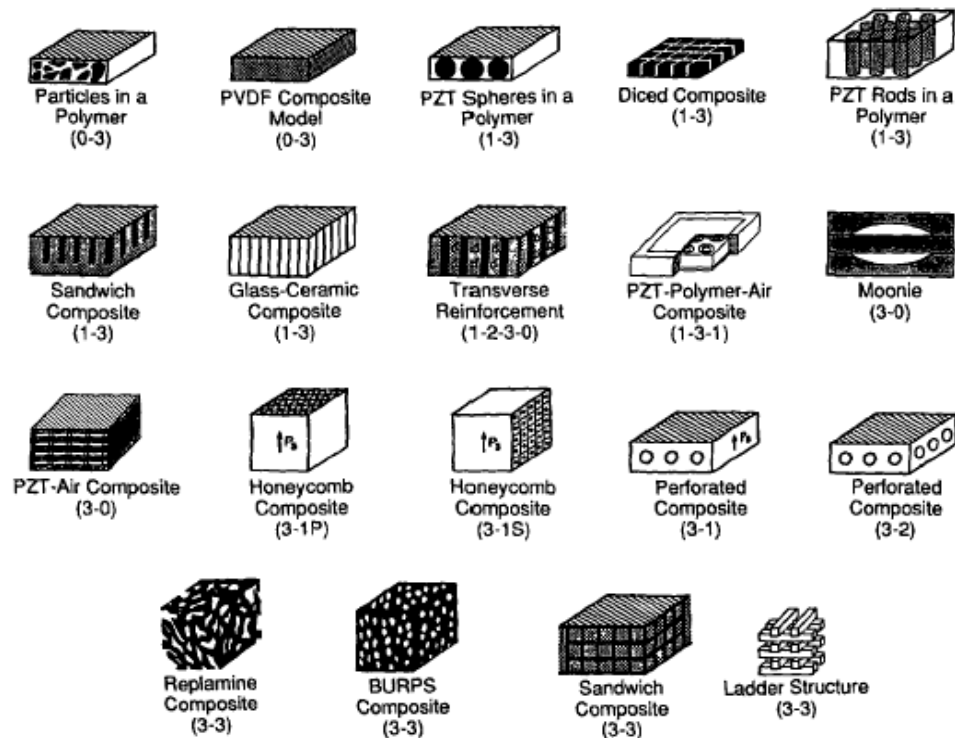 Particles in a
Polymer
(0-3)
PVDF Composite
Model
(0-3)
PZT Spheres in a
Polymer
(1-3)
Diced Composite
(1-3)
PZT Rods in a
Polymer
(1-3)
Sandwich
Composite
(1-3)
Glass-Ceramic
Composite
(1-3)
Transverse
Reinforcement
(1-2-3-0)
PZT-Polymer-Air
Composite
(1-3-1)
Moonie
(3-0)
PZT-Air Composite
(3-0)
P₃
Honeycomb
Composite
(3-1P)
P₃
Honeycomb
Composite
(3-1S)
P₃
Perforated
Composite
(3-1)
Perforated
Composite
(3-2)
Replamine
Composite
(3-3)
BURPS
Composite
(3-3)
Sandwich
Composite
(3-3)
Ladder Structure
(3-3)